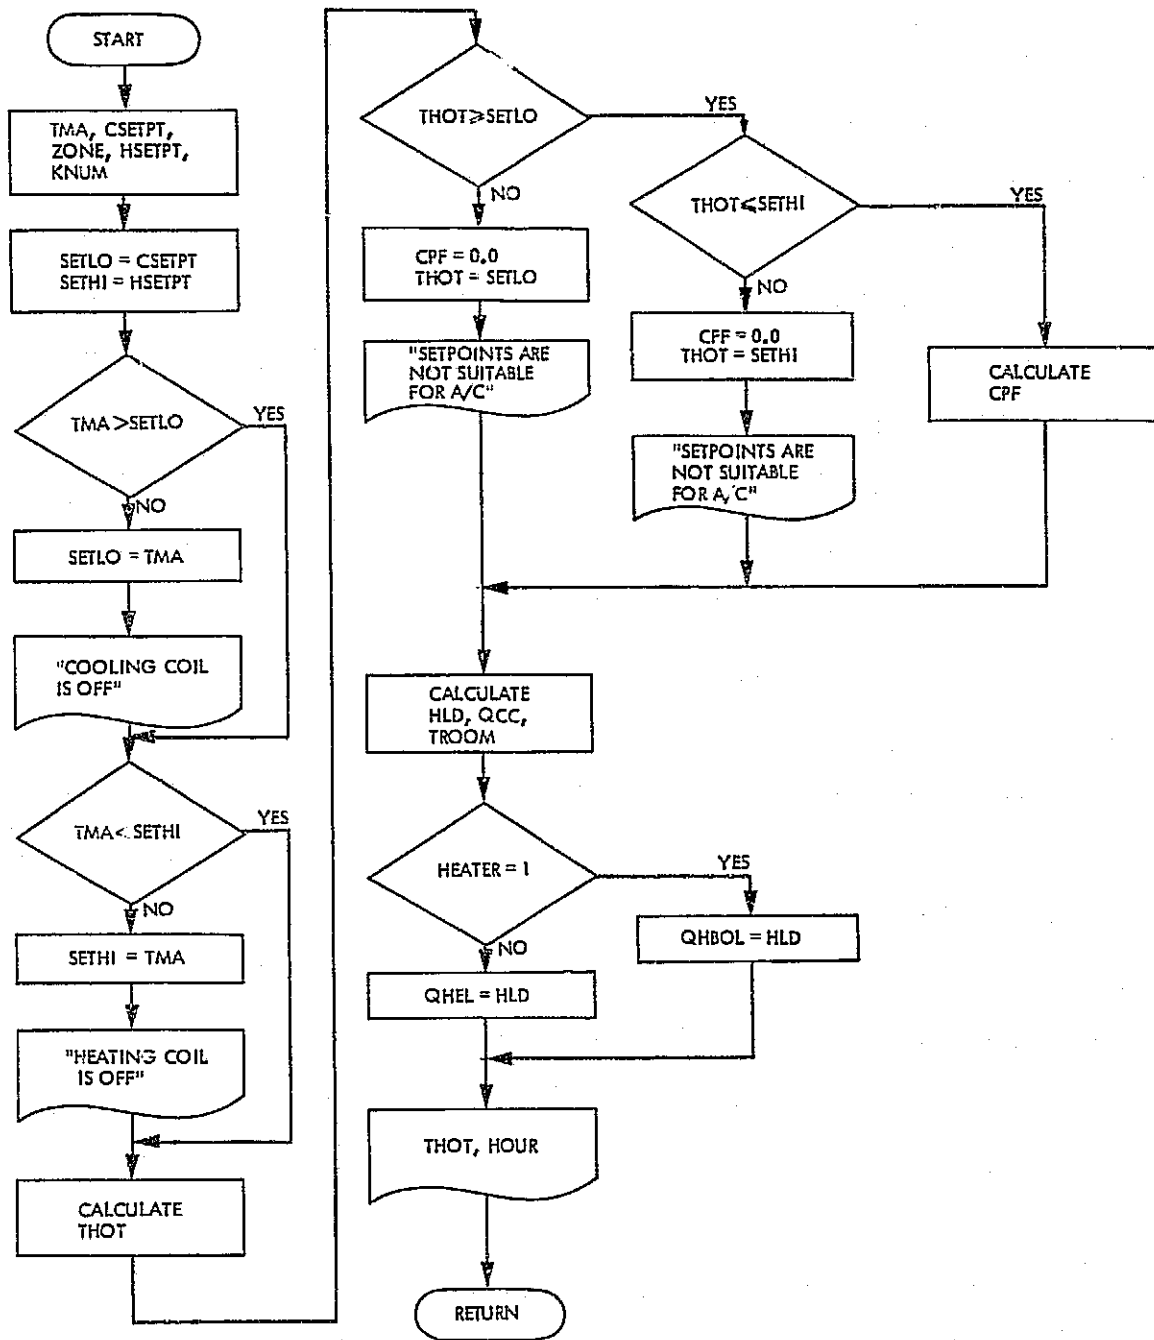 START
TMA, CSETPT,
ZONE, HSETPT,
KNUM
SETLO = CSETPT
SETHI = HSETPT
TMA >SETLO
YES
NO
SETLO = TMA
"COOLING COIL
IS OFF"
TMA< SETHI
YES
NO
SETHI = TMA
"HEATING COIL
IS OFF"
CALCULATE
THOT
THOT⩾SETLO
YES
NO
CPF = 0.0
THOT = SETLO
"SETPOINTS ARE
NOT SUITABLE
FOR A/C"
THOT⩽SETHI
YES
NO
CFF = 0.0
THOT = SETHI
"SETPOINTS ARE
NOT SUITABLE
FOR A/C"
CALCULATE
CPF
CALCULATE
HLD, QCC,
TROOM
HEATER = 1
YES
NO
QHBOL = HLD
QHEL = HLD
THOT, HOUR
RETURN